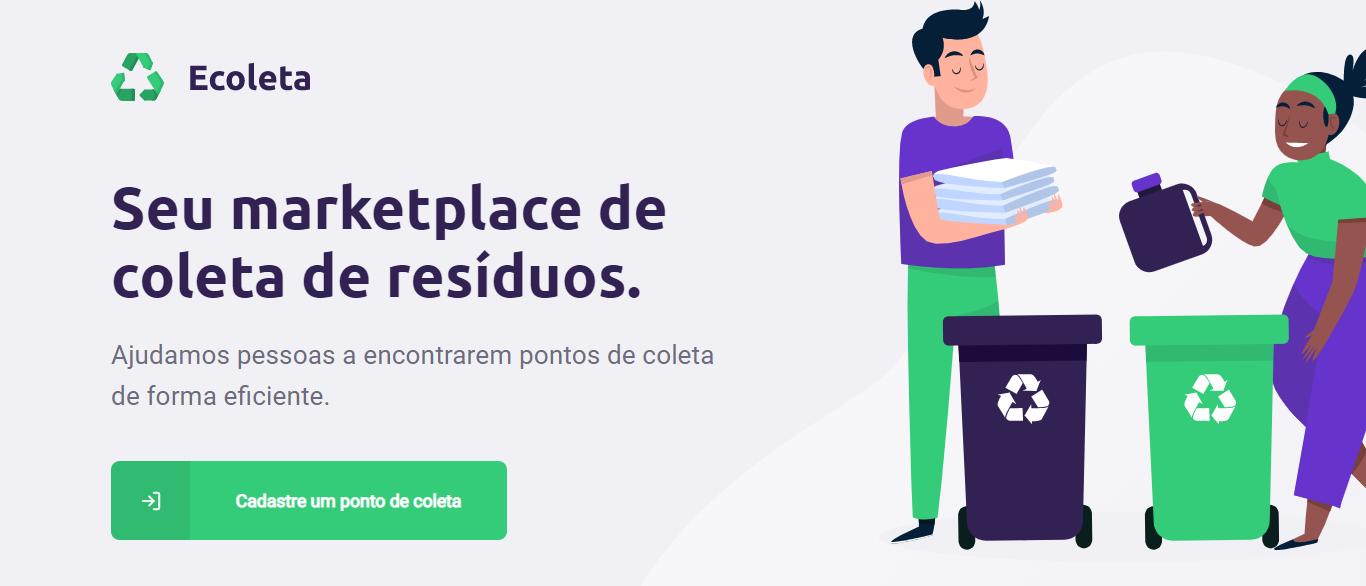 Ecoleta
Seu marketplace de
coleta de resíduos.
Ajudamos pessoas a encontrarem pontos de coleta
de forma eficiente.
Cadastre um ponto de coleta